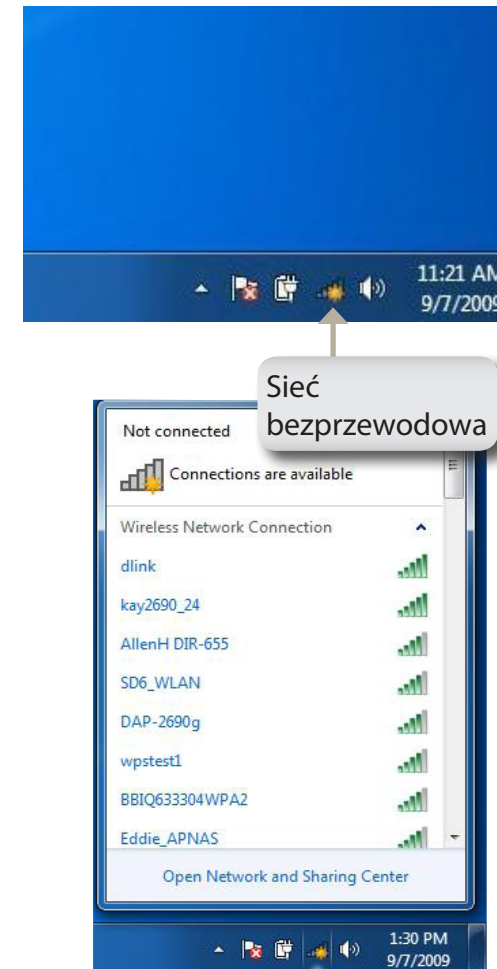 11:21 AM
9/7/2009
Sieć
bezprzewodowa
Not connected
Connections are available
Wireless Network Connection
dlink
kay2690_24
AllenH DIR-655
SD6_WLAN
DAP-2690g
wpstest1
BBIQ633304WPA2
Eddie_APNAS
Open Network and Sharing Center
1:30 PM
9/7/2009